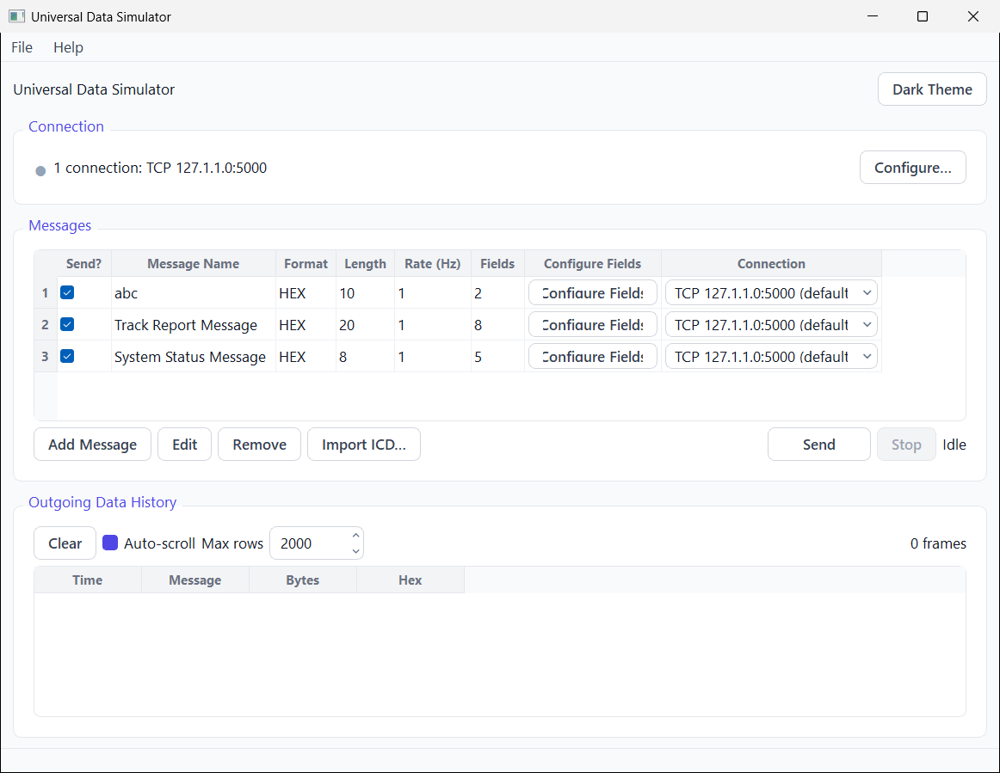 Universal Data Simulator
File Help
Universal Data Simulator Dark Theme
Connection
1 connection: TCP 127.1.1.0:5000 Configure...
Messages
Send? Message Name Format Length Rate (Hz) Fields Configure Fields Connection
1 abc HEX 10 1 2 Configure Fields TCP 127.1.1.0:5000 (default
2 Track Report Message HEX 20 1 8 Configure Fields TCP 127.1.1.0:5000 (default
3 System Status Message HEX 8 1 5 Configure Fields TCP 127.1.1.0:5000 (default
Add Message Edit Remove Import ICD... Send Stop Idle
Outgoing Data History
Clear Auto-scroll Max rows 2000 0 frames
Time Message Bytes Hex